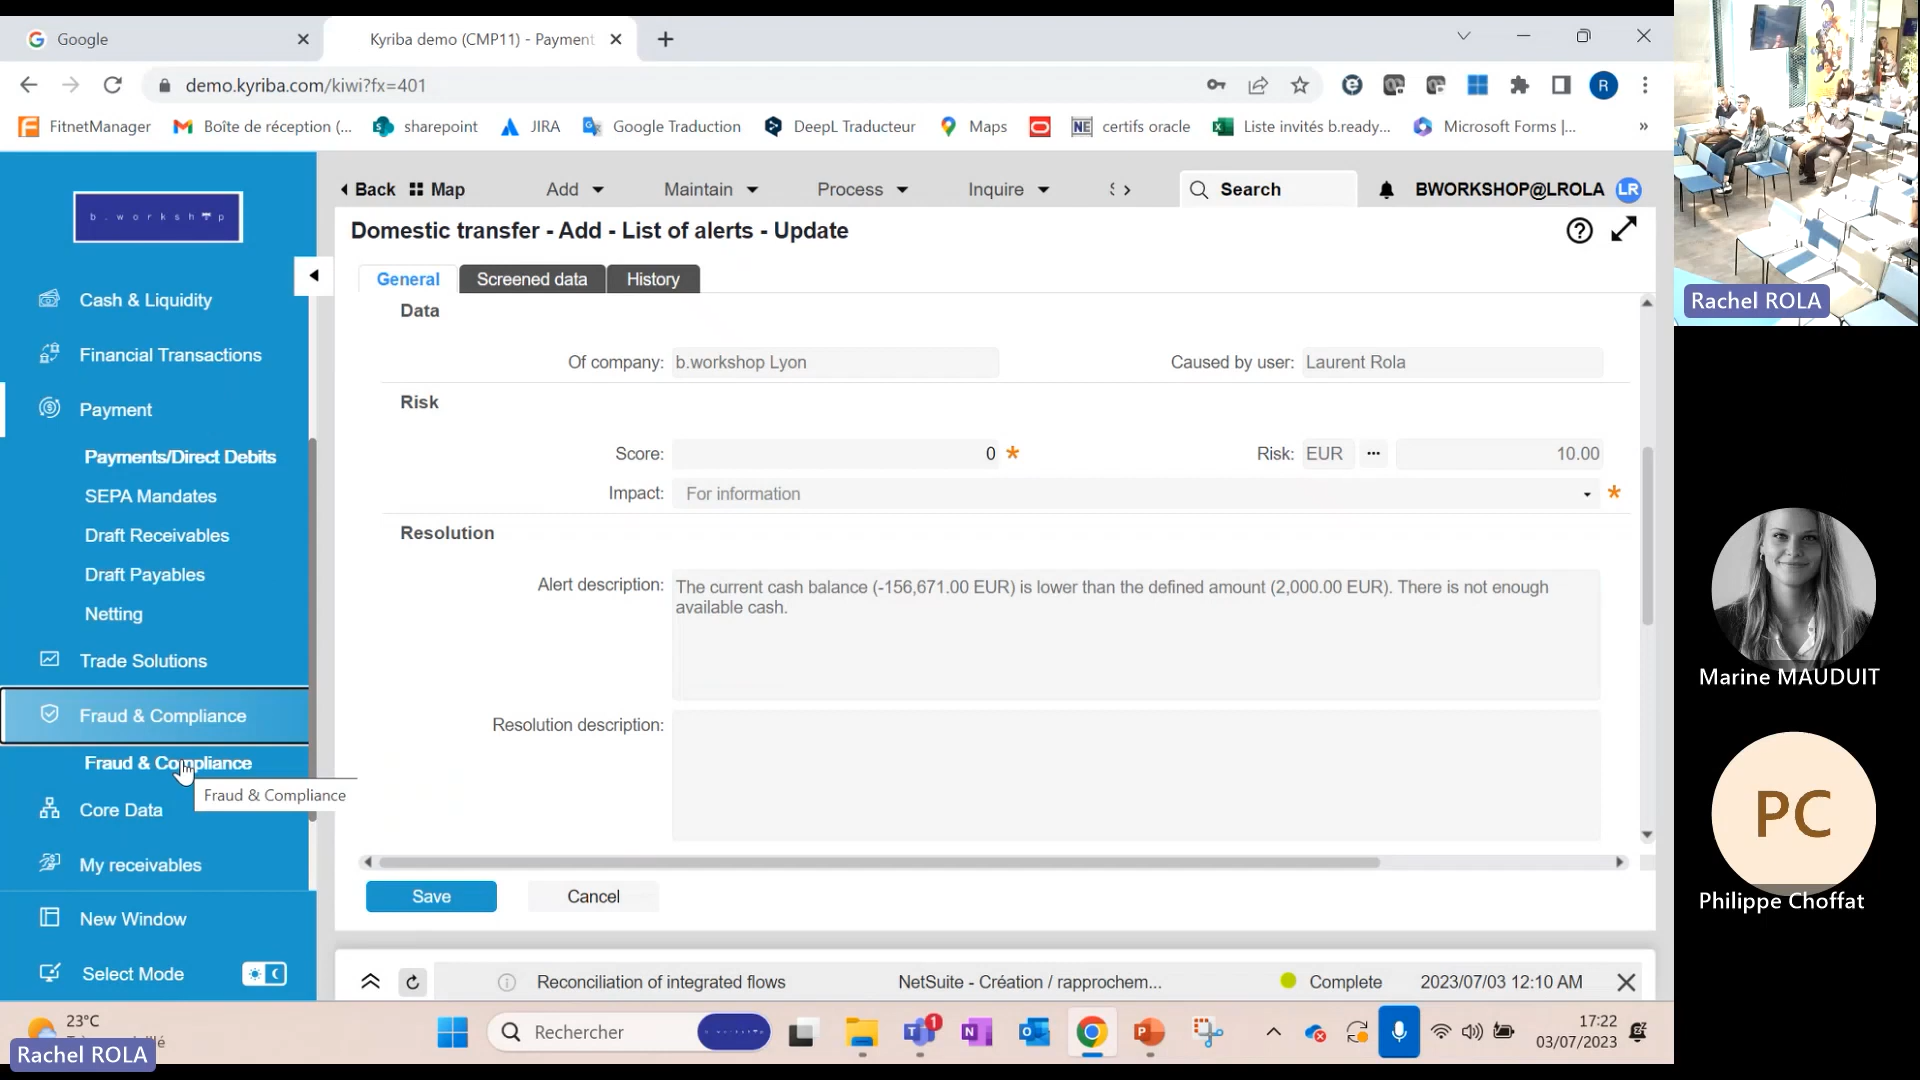 Google
Kyriba demo (CMP11) - Payment
demo.kyriba.com/kiwi?fx=401
R
FitnetManager
Boîte de réception (...
sharepoint
JIRA
Google Traduction
DeepL Traducteur
Maps
NE certifs oracle
Liste invités b.ready...
Microsoft Forms |...
»
b.workshop
Cash & Liquidity
Financial Transactions
Payment
Payments/Direct Debits
SEPA Mandates
Draft Receivables
Draft Payables
Netting
Trade Solutions
Fraud & Compliance
Fraud & Compliance
Fraud & Compliance
Core Data
My receivables
New Window
Select Mode
Back Map Add Maintain Process Inquire
Search
BWORKSHOP@LROLA LR
Domestic transfer - Add - List of alerts - Update
General Screened data History
Data
Of company: b.workshop Lyon
Caused by user: Laurent Rola
Risk
Score: 0 *
Risk: EUR ... 10.00
Impact: For information *
Resolution
Alert description: The current cash balance (-156,671.00 EUR) is lower than the defined amount (2,000.00 EUR). There is not enough
available cash.
Resolution description:
Save Cancel
Reconciliation of integrated flows NetSuite - Création / rapprochem... Complete 2023/07/03 12:10 AM
23°C
Rechercher
1
17:22
03/07/2023
Rachel ROLA
Rachel ROLA
Marine MAUDUIT
PC
Philippe Choffat